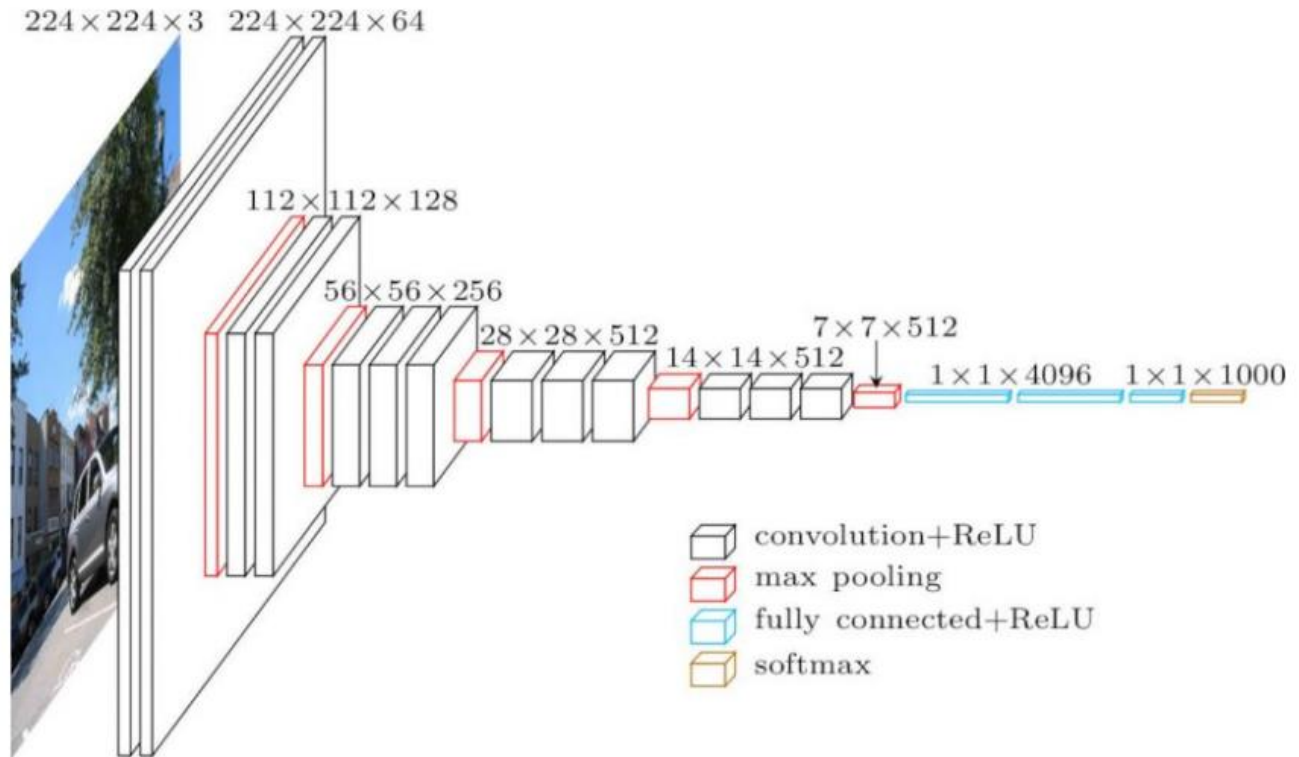 224×224×3
224×224×64
112×112×128
56×56×256
28×28×512
14×14×512
7×7×512
1×1×4096
1×1×1000
convolution+ReLU
max pooling
fully connected+ReLU
softmax